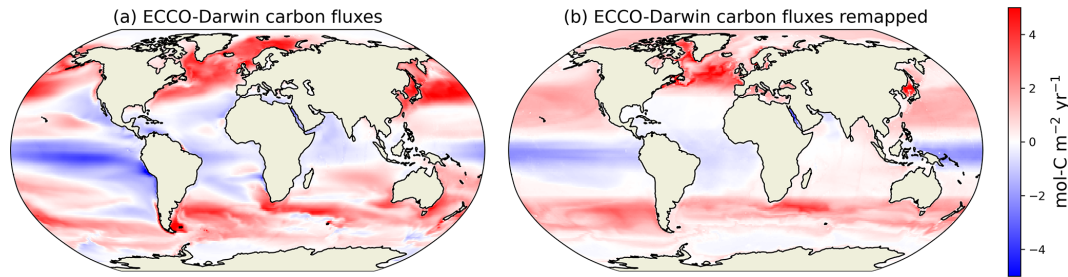 (a) ECCO-Darwin carbon fluxes
(b) ECCO-Darwin carbon fluxes remapped
4
2
0
−2
−4
mol-C m⁻² yr⁻¹